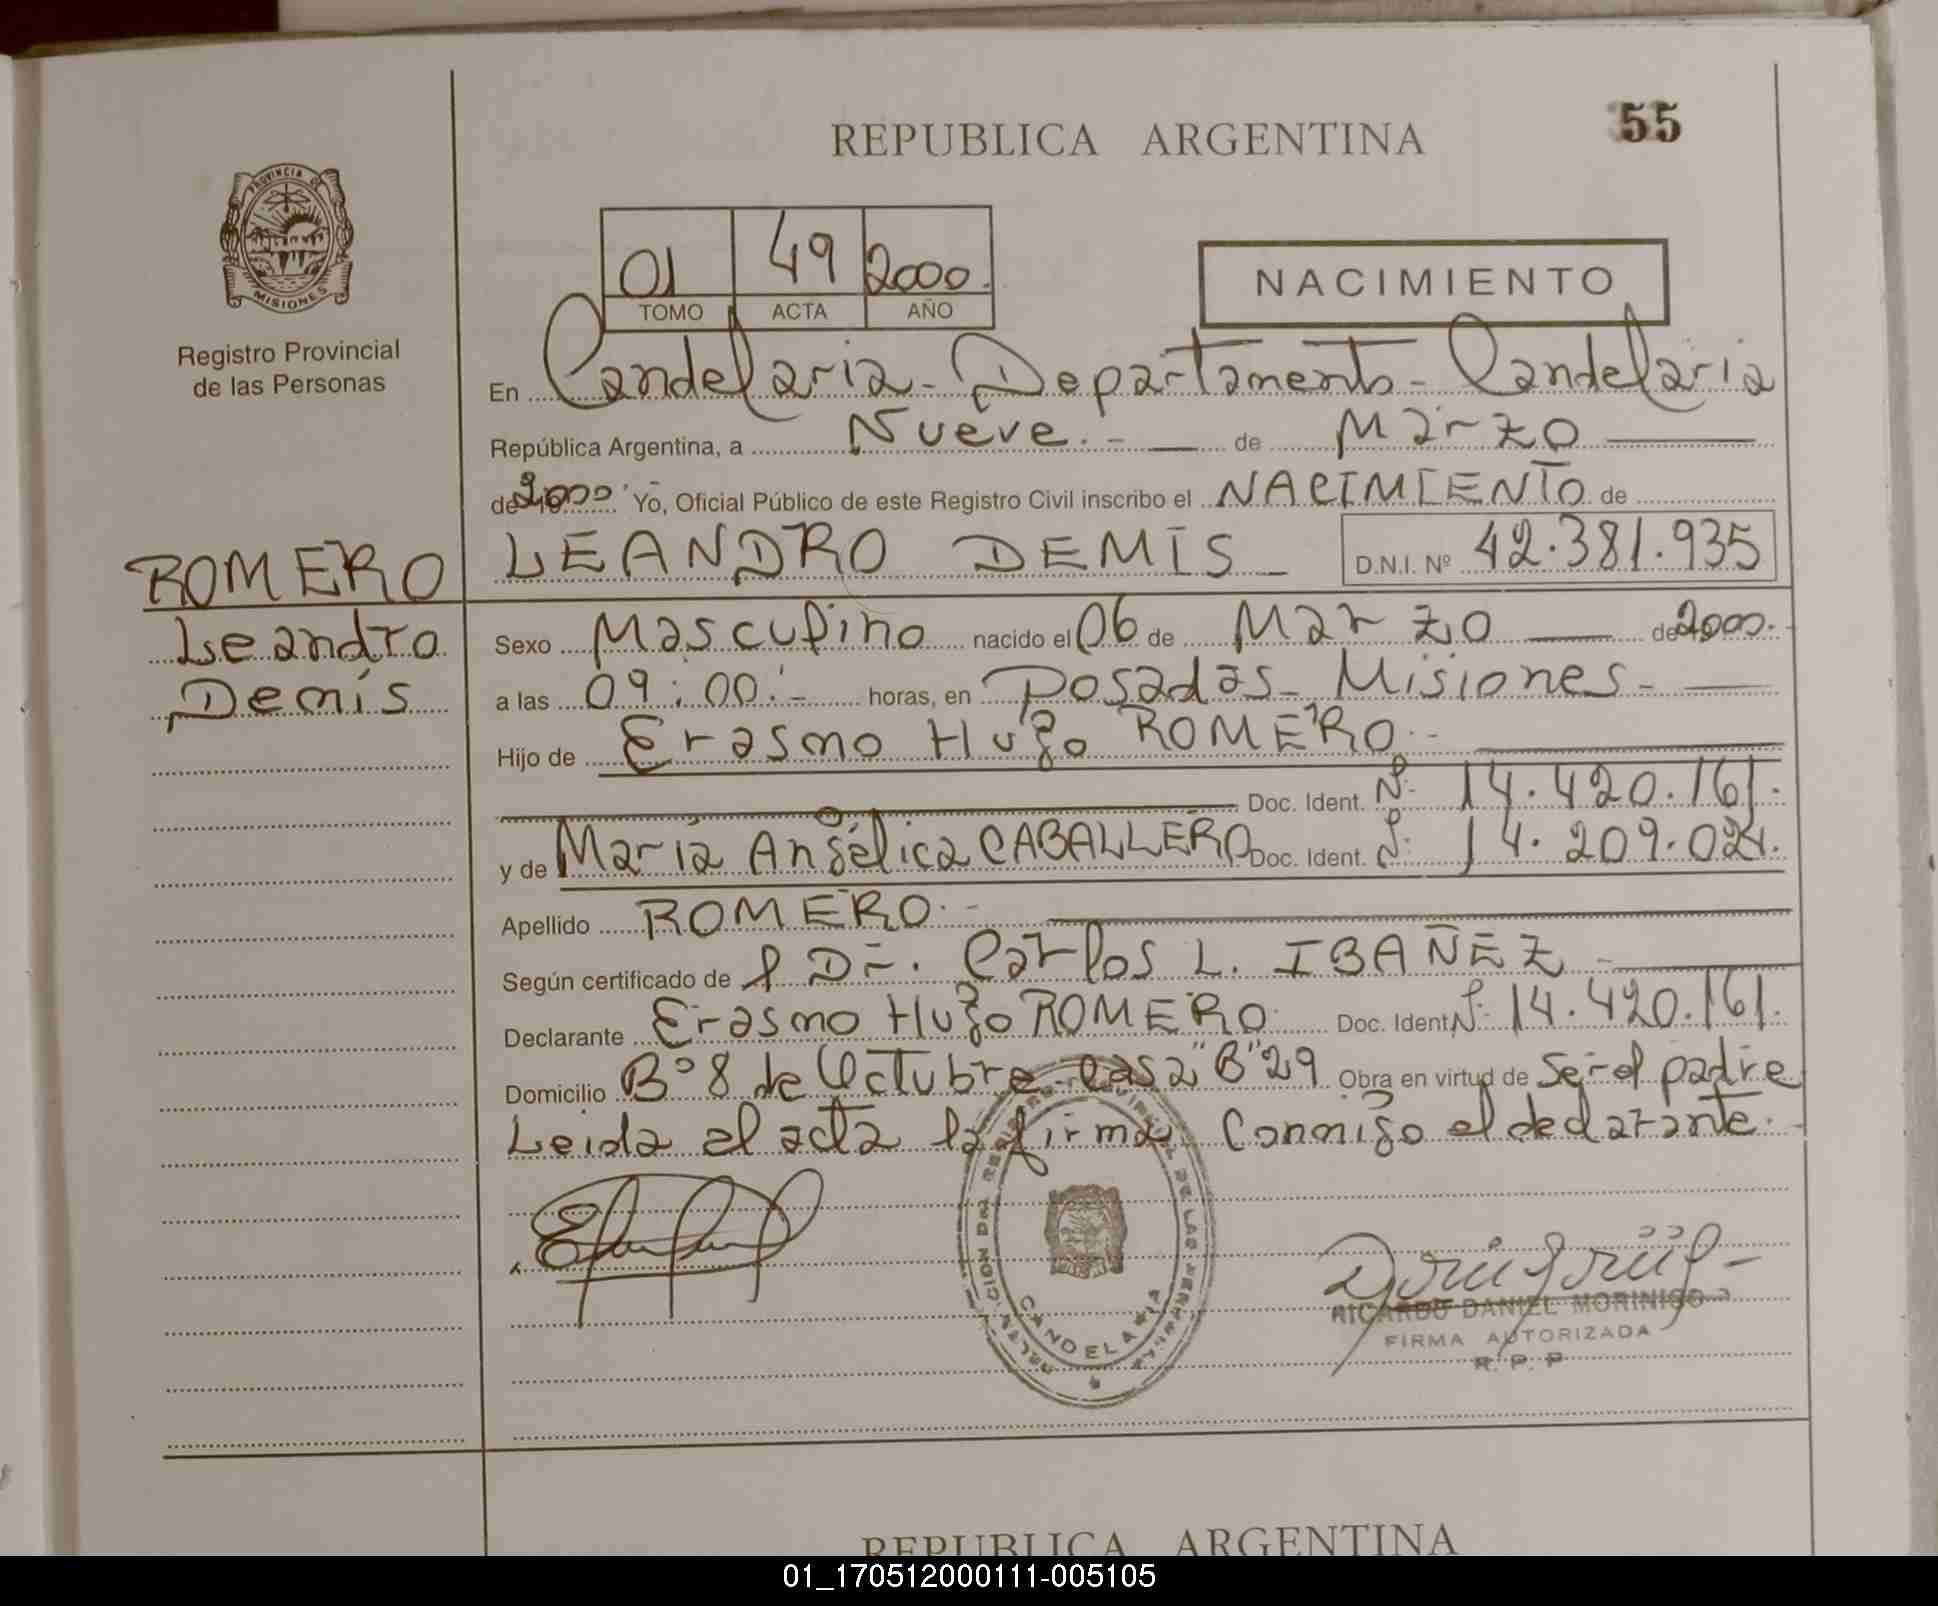 REPUBLICA ARGENTINA
55
PROVINCIA DE
MISIONES
Registro Provincial
de las Personas
01 49 2000
TOMO ACTA AÑO
NACIMIENTO
En Candelaria - Departamento - Candelaria
República Argentina, a Nueve.- de Marzo
de 2000 Yo, Oficial Público de este Registro Civil inscribo el NACIMIENTO de
LEANDRO DEMIS D.N.I. Nº 42.381.935
ROMERO
Leandro
Demis
Sexo Masculino nacido el 06 de Marzo de 2000.
a las 09:00.- horas, en Posadas - Misiones -
Hijo de Erasmo Hugo ROMERO.-
Doc. Ident. Nº 14.420.161.
y de María Angélica CABALLERO Doc. Ident. Nº 14.209.024.
Apellido ROMERO.-
Según certificado de l Dr. Carlos L. IBAÑEZ -
Declarante Erasmo Hugo ROMERO Doc. Ident. Nº 14.420.161.
Domicilio Bº 8 de Octubre - casa "B" 29 Obra en virtud de Ser el padre
Leida el acta la firma Conmigo el declarante.
CANDELARIA
RICARDO DANIEL MORINIGO
FIRMA AUTORIZADA
R. P. P
REPUBLICA ARGENTINA
01_170512000111-005105